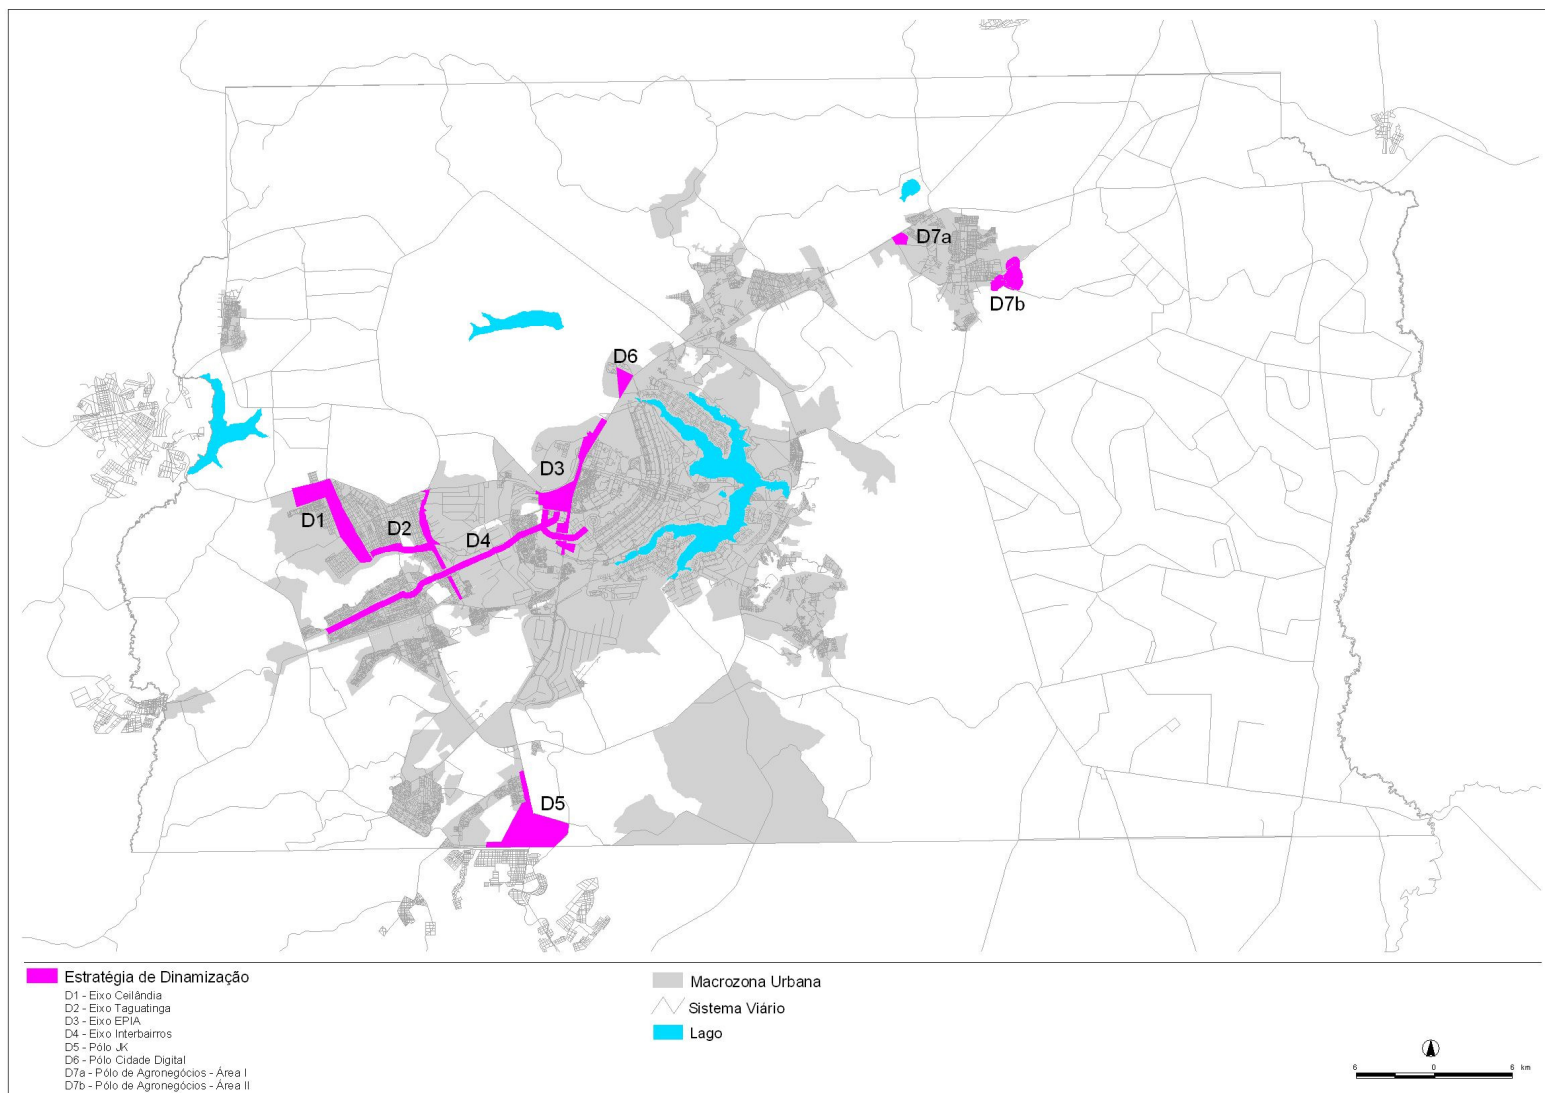 D7a
D7b
D6
D3
D1
D2
D4
D5
Estratégia de Dinamização
D1 - Eixo Ceilândia
D2 - Eixo Taguatinga
D3 - Eixo EPIA
D4 - Eixo Interbairros
D5 - Pólo JK
D6 - Pólo Cidade Digital
D7a - Pólo de Agronegócios - Área I
D7b - Pólo de Agronegócios - Área II
Macrozona Urbana
Sistema Viário
Lago
6 0 6 km